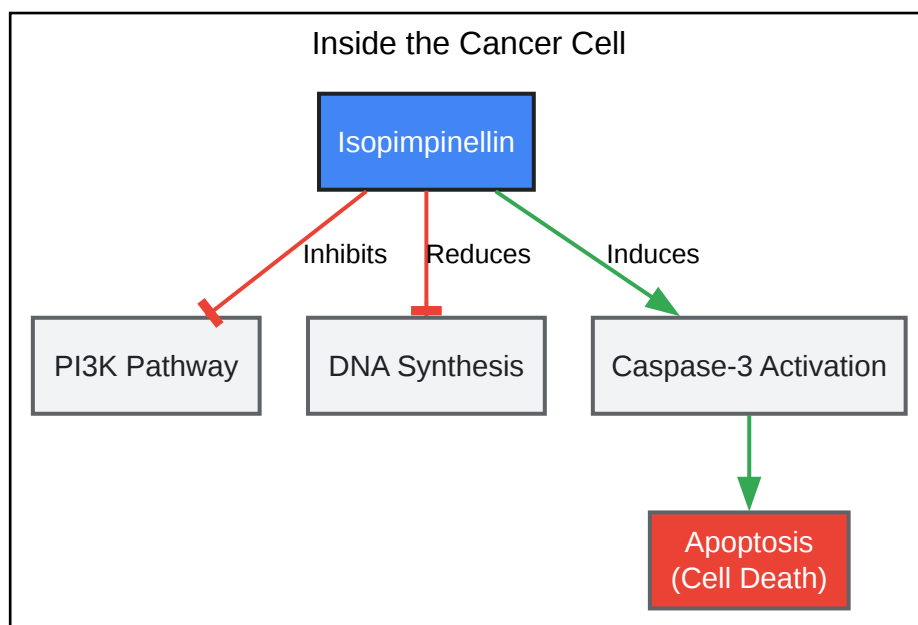 Inside the Cancer Cell
Isopimpinellin
Inhibits
Reduces
Induces
PI3K Pathway
DNA Synthesis
Caspase-3 Activation
Apoptosis
(Cell Death)